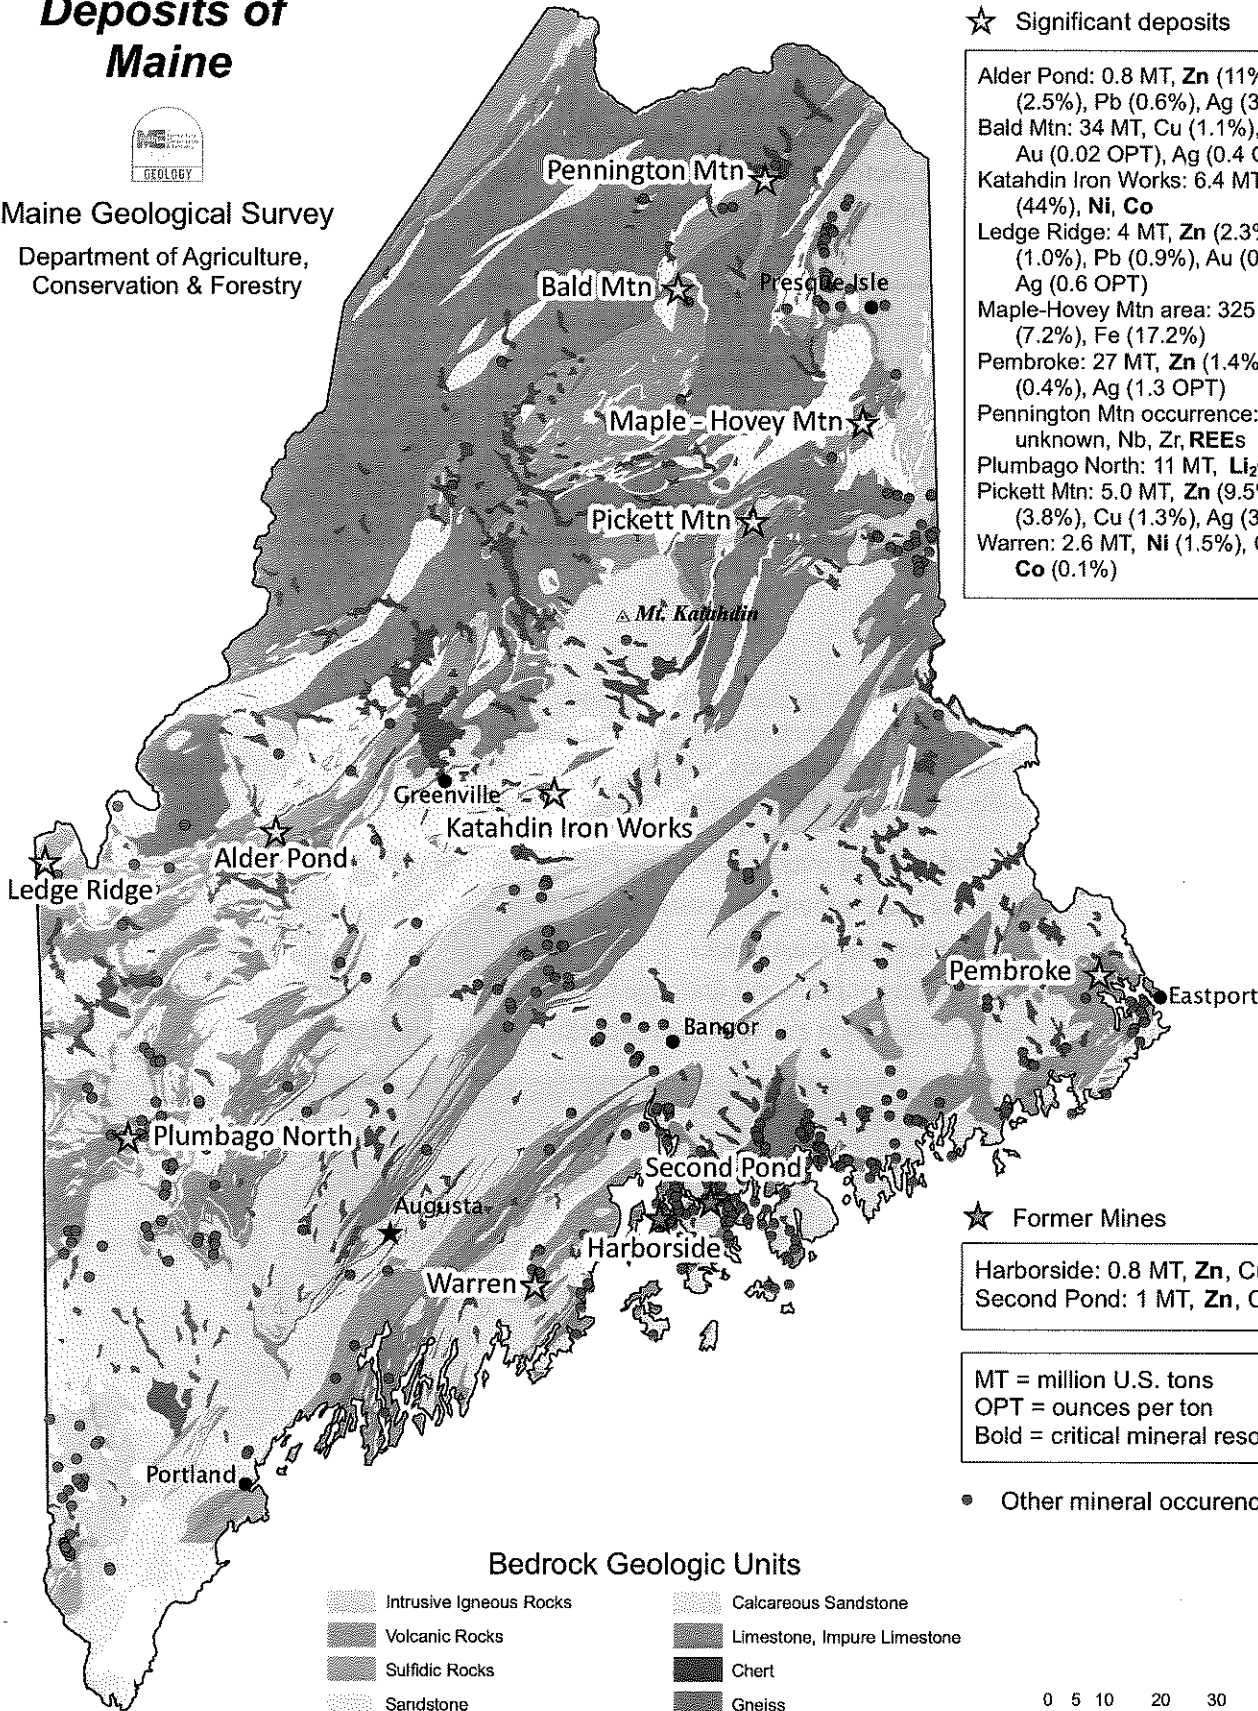 Deposits of
Maine
GEOLOGY
Maine Geological Survey
Department of Agriculture,
Conservation & Forestry
Significant deposits
Alder Pond: 0.8 MT, Zn (11%
(2.5%), Pb (0.6%), Ag (3
Bald Mtn: 34 MT, Cu (1.1%),
Au (0.02 OPT), Ag (0.4 O
Katahdin Iron Works: 6.4 MT
(44%), Ni, Co
Ledge Ridge: 4 MT, Zn (2.3%
(1.0%), Pb (0.9%), Au (0
Ag (0.6 OPT)
Maple-Hovey Mtn area: 325
(7.2%), Fe (17.2%)
Pembroke: 27 MT, Zn (1.4%
(0.4%), Ag (1.3 OPT)
Pennington Mtn occurrence:
unknown, Nb, Zr, REEs
Plumbago North: 11 MT, Li₂
Pickett Mtn: 5.0 MT, Zn (9.5%
(3.8%), Cu (1.3%), Ag (3
Warren: 2.6 MT, Ni (1.5%), C
Co (0.1%)
Pennington Mtn
Bald Mtn
Presque Isle
Maple - Hovey Mtn
Pickett Mtn
Mt. Katahdin
Greenville
Katahdin Iron Works
Alder Pond
Ledge Ridge
Pembroke
Eastport
Bangor
Plumbago North
Second Pond
Augusta
Harborside
Warren
Portland
Former Mines
Harborside: 0.8 MT, Zn, Cu
Second Pond: 1 MT, Zn, C
MT = million U.S. tons
OPT = ounces per ton
Bold = critical mineral reso
Other mineral occurenc
Bedrock Geologic Units
Intrusive Igneous Rocks
Volcanic Rocks
Sulfidic Rocks
Sandstone
Calcareous Sandstone
Limestone, Impure Limestone
Chert
Gneiss
0 5 10 20 30